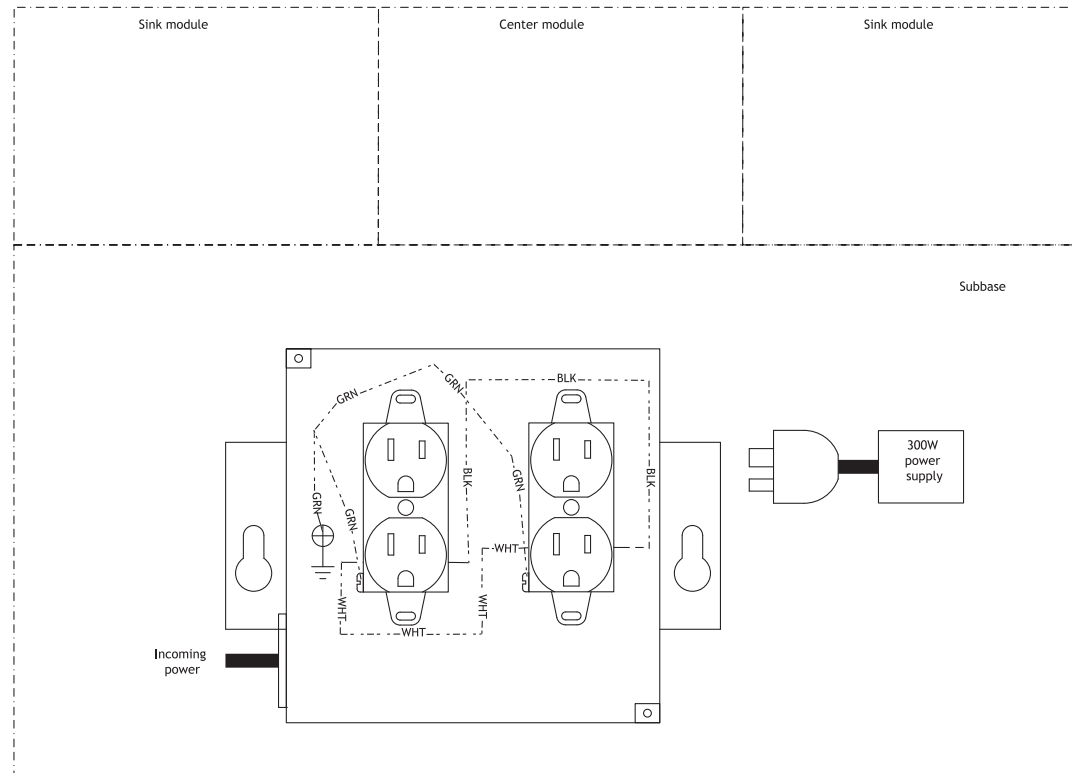 Sink module
Center module
Sink module
Subbase
BLK
GRN
GRN
300W
power
supply
BLK
BLK
GRN
GRN
GRN
WHT
WHT
WHT
WHT
Incoming
power